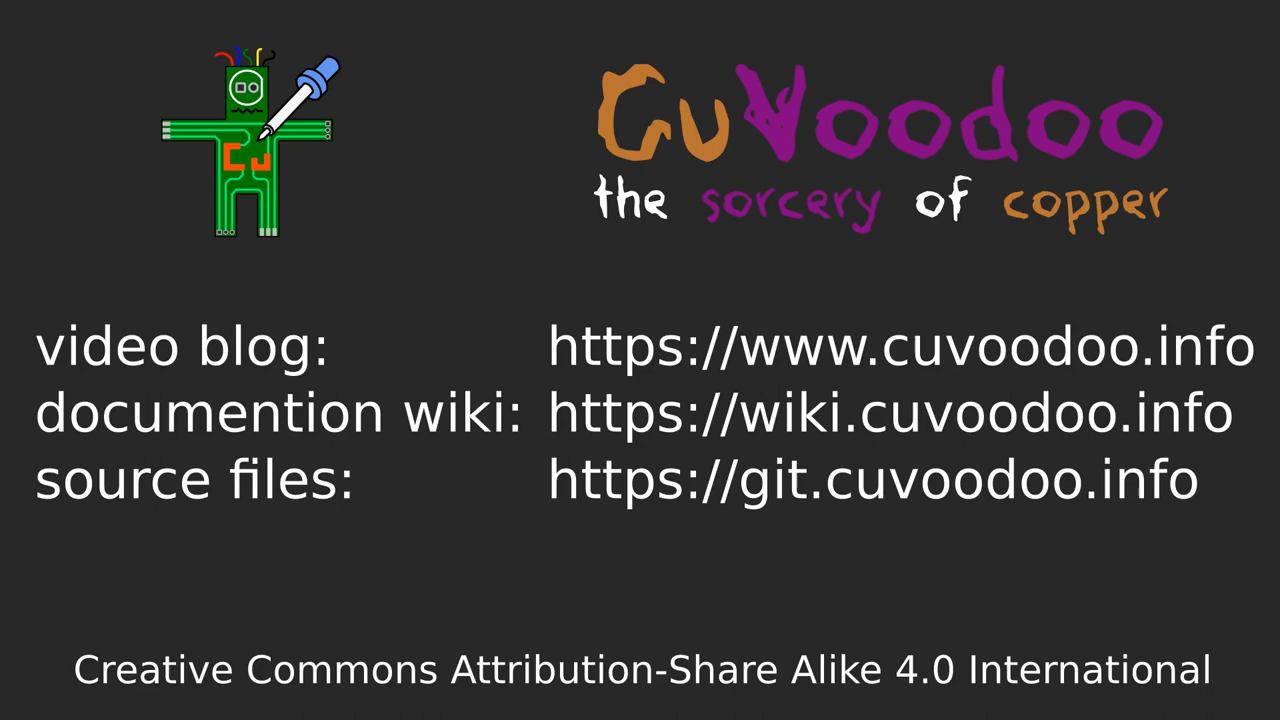 CuVoodoo
the sorcery of copper
Cu
video blog: https://www.cuvoodoo.info
documention wiki: https://wiki.cuvoodoo.info
source files: https://git.cuvoodoo.info
Creative Commons Attribution-Share Alike 4.0 International